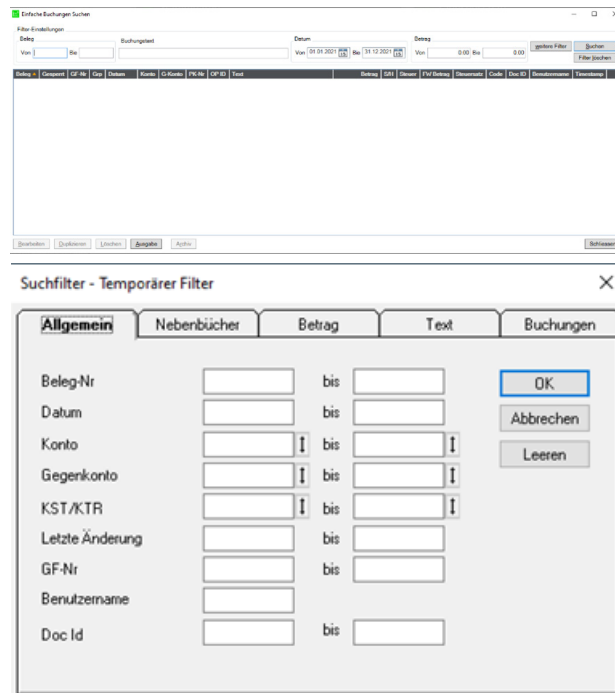 Einfache Buchungen Suchen
Filter-Einstellungen
Beleg Buchungstext Datum Betrag
Von Bis Von 01.01.2021 Bis 31.12.2021 Von 0.00 Bis 0.00 weitere Filter Suchen
Filter löschen
Beleg Gesperrt GF-Nr Grp Datum Konto G-Konto PK-Nr OP ID Text Betrag S/H Steuer FW Betrag Steuersatz Code Doc ID Benutzername Timestamp
Bearbeiten Duplizieren Löschen Ausgabe Archiv Schliessen
Suchfilter - Temporärer Filter
Allgemein Nebenbücher Betrag Text Buchungen
Beleg-Nr bis OK
Datum bis Abbrechen
Konto bis
Leeren
Gegenkonto bis
KST/KTR bis
Letzte Änderung bis
GF-Nr bis
Benutzername
Doc Id bis